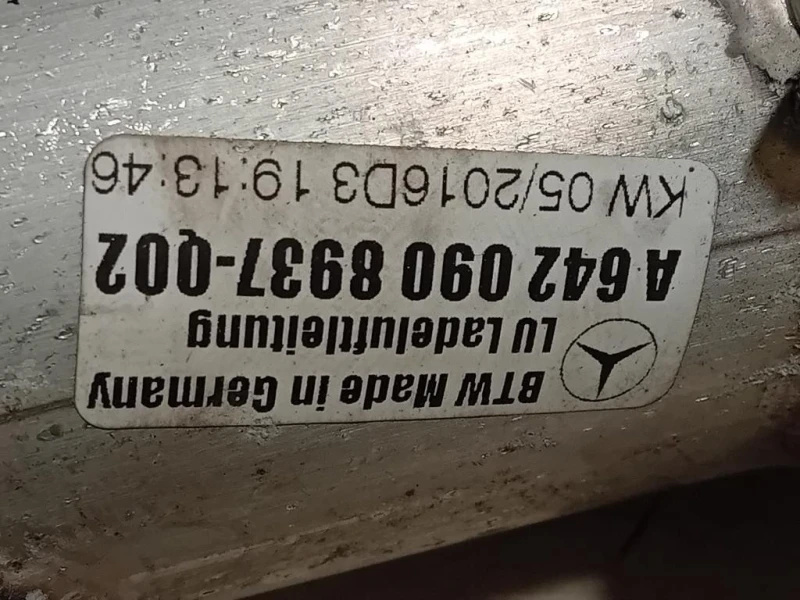 BTW Made in Germany
LU Ladeluftleitung
A 642 090 8937-Q02
KW 05/2016D3 19:13:46